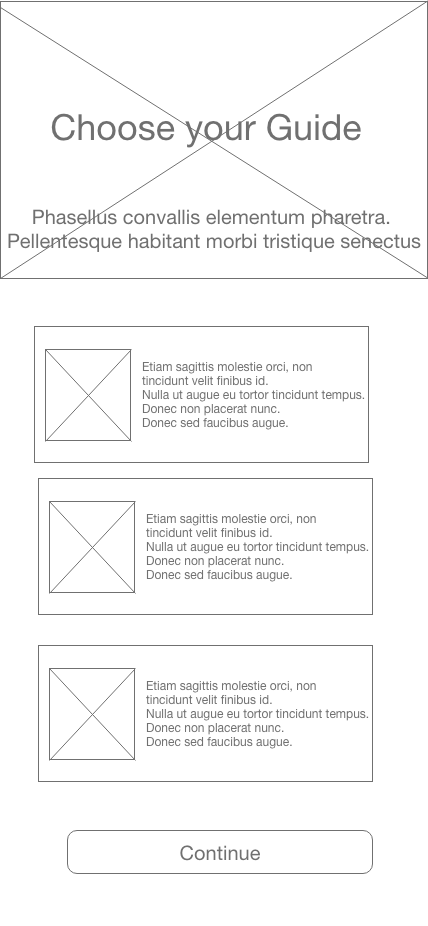 Choose your Guide
Phasellus convallis elementum pharetra.
Pellentesque habitant morbi tristique senectus
Etiam sagittis molestie orci, non
tincidunt velit finibus id.
Nulla ut augue eu tortor tincidunt tempus.
Donec non placerat nunc.
Donec sed faucibus augue.
Etiam sagittis molestie orci, non
tincidunt velit finibus id.
Nulla ut augue eu tortor tincidunt tempus.
Donec non placerat nunc.
Donec sed faucibus augue.
Etiam sagittis molestie orci, non
tincidunt velit finibus id.
Nulla ut augue eu tortor tincidunt tempus.
Donec non placerat nunc.
Donec sed faucibus augue.
Continue